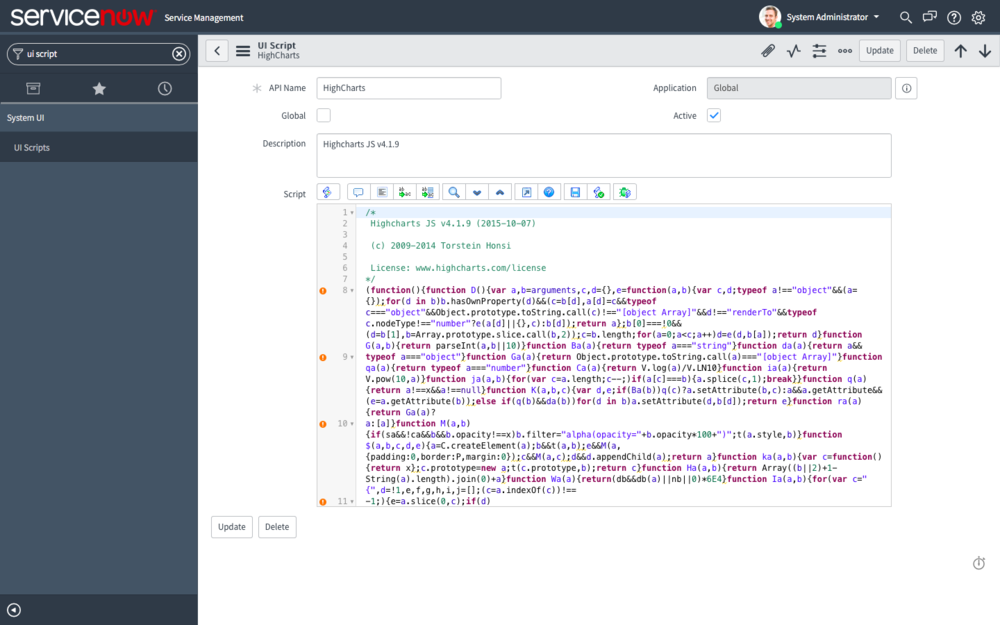 servicenow Service Management
System Administrator
ui script
UI Script
HighCharts
Update
Delete
System UI
UI Scripts
API Name
HighCharts
Application
Global
Global
Active
Description
Highcharts JS v4.1.9
Script
1 /*
2 Highcharts JS v4.1.9 (2015-10-07)
3
4 (c) 2009-2014 Torstein Honsi
5
6 License: www.highcharts.com/license
7 */
8 (function(){function D(){var a,b=arguments,c,d={},e=function(a,b){var c,d;typeof a!=="object"&&(a=
{});for(d in b)b.hasOwnProperty(d)&&(c=b[d],a[d]=c&&typeof
c==="object"&&Object.prototype.toString.call(c)!=="[object Array]"&&d!=="renderTo"&&typeof
c.nodeType!=="number"?e(a[d]||{},c):b[d]);return a};b[0]===!0&&
(d=b[1],b=Array.prototype.slice.call(b,2));c=b.length;for(a=0;a<c;a++)d=e(d,b[a]);return d}function
G(a,b){return parseInt(a,b||10)}function Ba(a){return typeof a==="string"}function da(a){return a&&
9 typeof a==="object"}function Ga(a){return Object.prototype.toString.call(a)==="[object Array]"}function
qa(a){return typeof a==="number"}function Ca(a){return V.log(a)/V.LN10}function ia(a){return
V.pow(10,a)}function ja(a,b){for(var c=a.length;c--;)if(a[c]===b){a.splice(c,1);break}}function q(a)
{return a!==x&&a!==null}function K(a,b,c){var d,e;if(Ba(b))q(c)?a.setAttribute(b,c):a&&a.getAttribute&&
(e=a.getAttribute(b));else if(q(b)&&da(b))for(d in b)a.setAttribute(d,b[d]);return e}function ra(a)
{return Ga(a)?
10 a:[a]}function M(a,b)
{if(sa&&!ca&&b&&b.opacity!==x)b.filter="alpha(opacity="+b.opacity*100+")";t(a.style,b)}function
S(a,b,c,d,e){a=C.createElement(a);b&&t(a,b);e&&M(a,
{padding:0,border:P,margin:0});c&&M(a,c);d&&d.appendChild(a);return a}function ka(a,b){var c=function()
{return x};c.prototype=new a;t(c.prototype,b);return c}function Ha(a,b){return Array((b||2)+1-
String(a).length).join(0)+a}function Wa(a){return(db&&db(a)||nb||0)*6E4}function Ia(a,b){for(var c="
{",d=!1,e,f,g,h,i,j=[];(c=a.indexOf(c))!==
11 -1;){e=a.slice(0,c);if(d)
Update
Delete